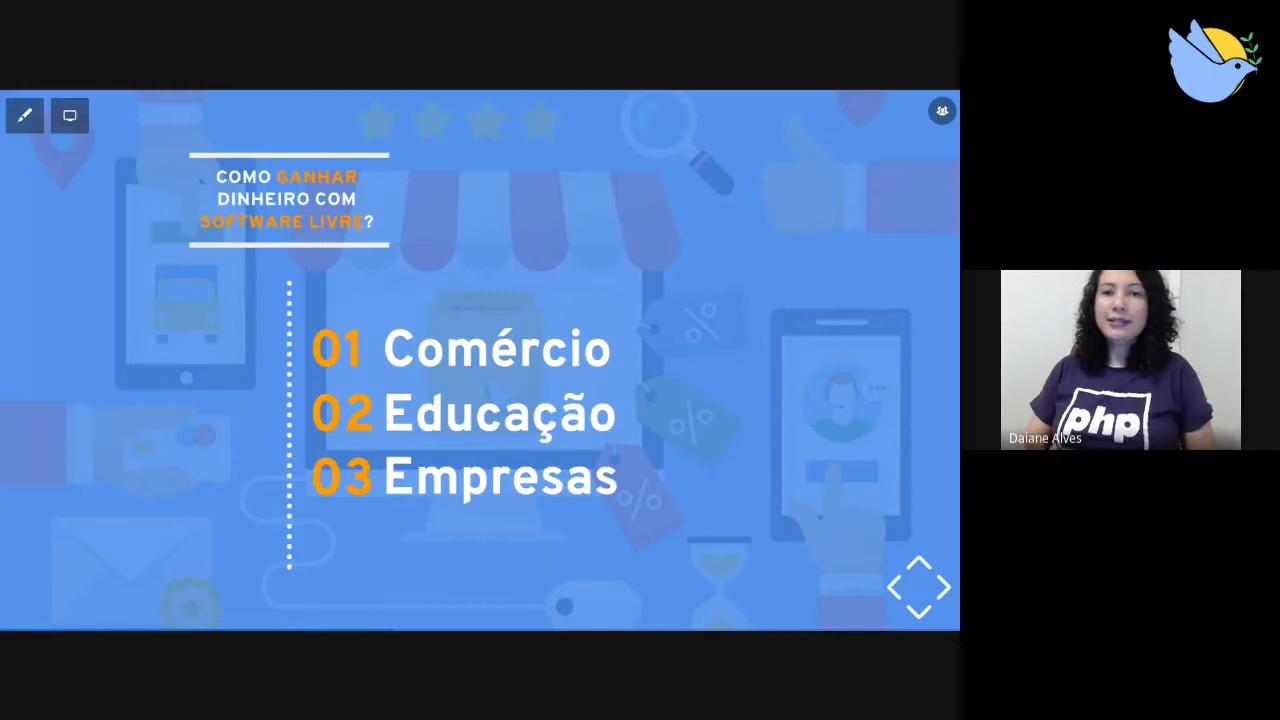 COMO GANHAR
DINHEIRO COM
SOFTWARE LIVRE?
01 Comércio
02 Educação
03 Empresas
php
Daiane Alves